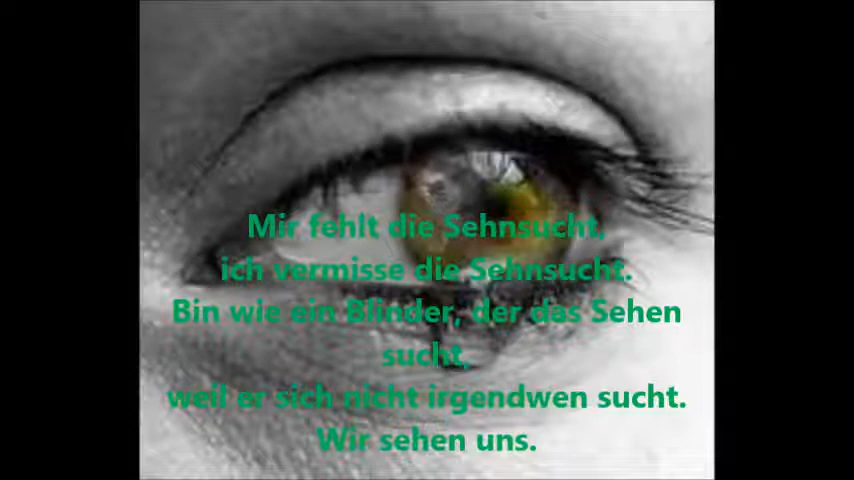 Mir fehlt die Sehnsucht,
ich vermisse die Sehnsucht.
Bin wie ein Blinder, der das Sehen
sucht,
weil er sich nicht irgendwen sucht.
Wir sehen uns.